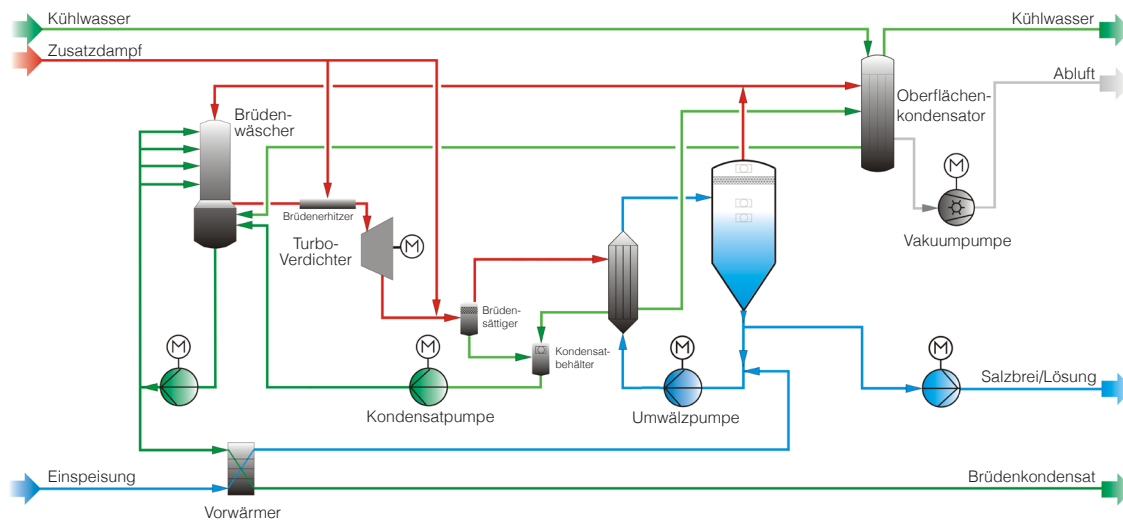 Kühlwasser
Kühlwasser
Zusatzdampf
Abluft
Brüden-
wäscher
Oberflächen-
kondensator
M
Brüdenerhitzer
Turbo-
Verdichter
M
Vakuumpumpe
Brüden-
sättiger
Kondensat-
behälter
M
M
M
M
Salzbrei/Lösung
Kondensatpumpe
Umwälzpumpe
Einspeisung
Brüdenkondensat
Vorwärmer